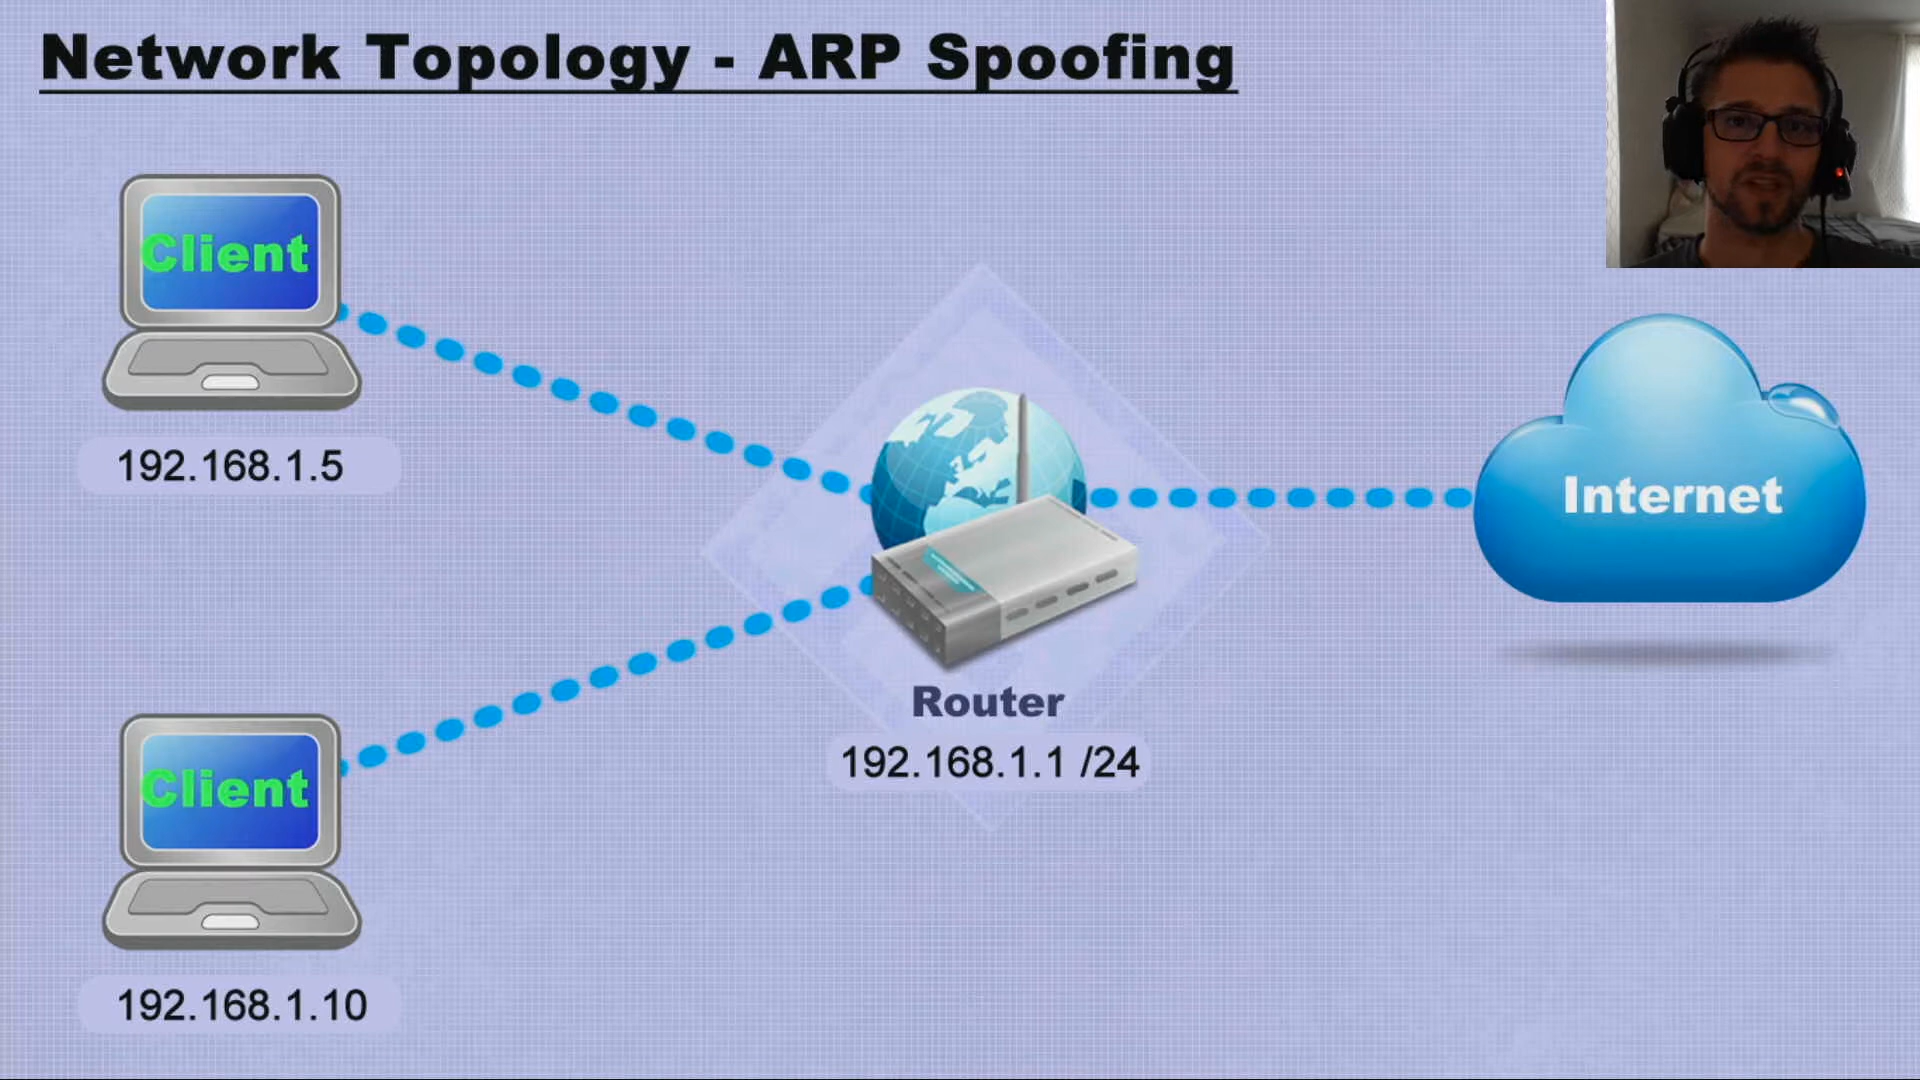 Network Topology - ARP Spoofing
Client
192.168.1.5
Internet
Router
192.168.1.1 /24
Client
192.168.1.10